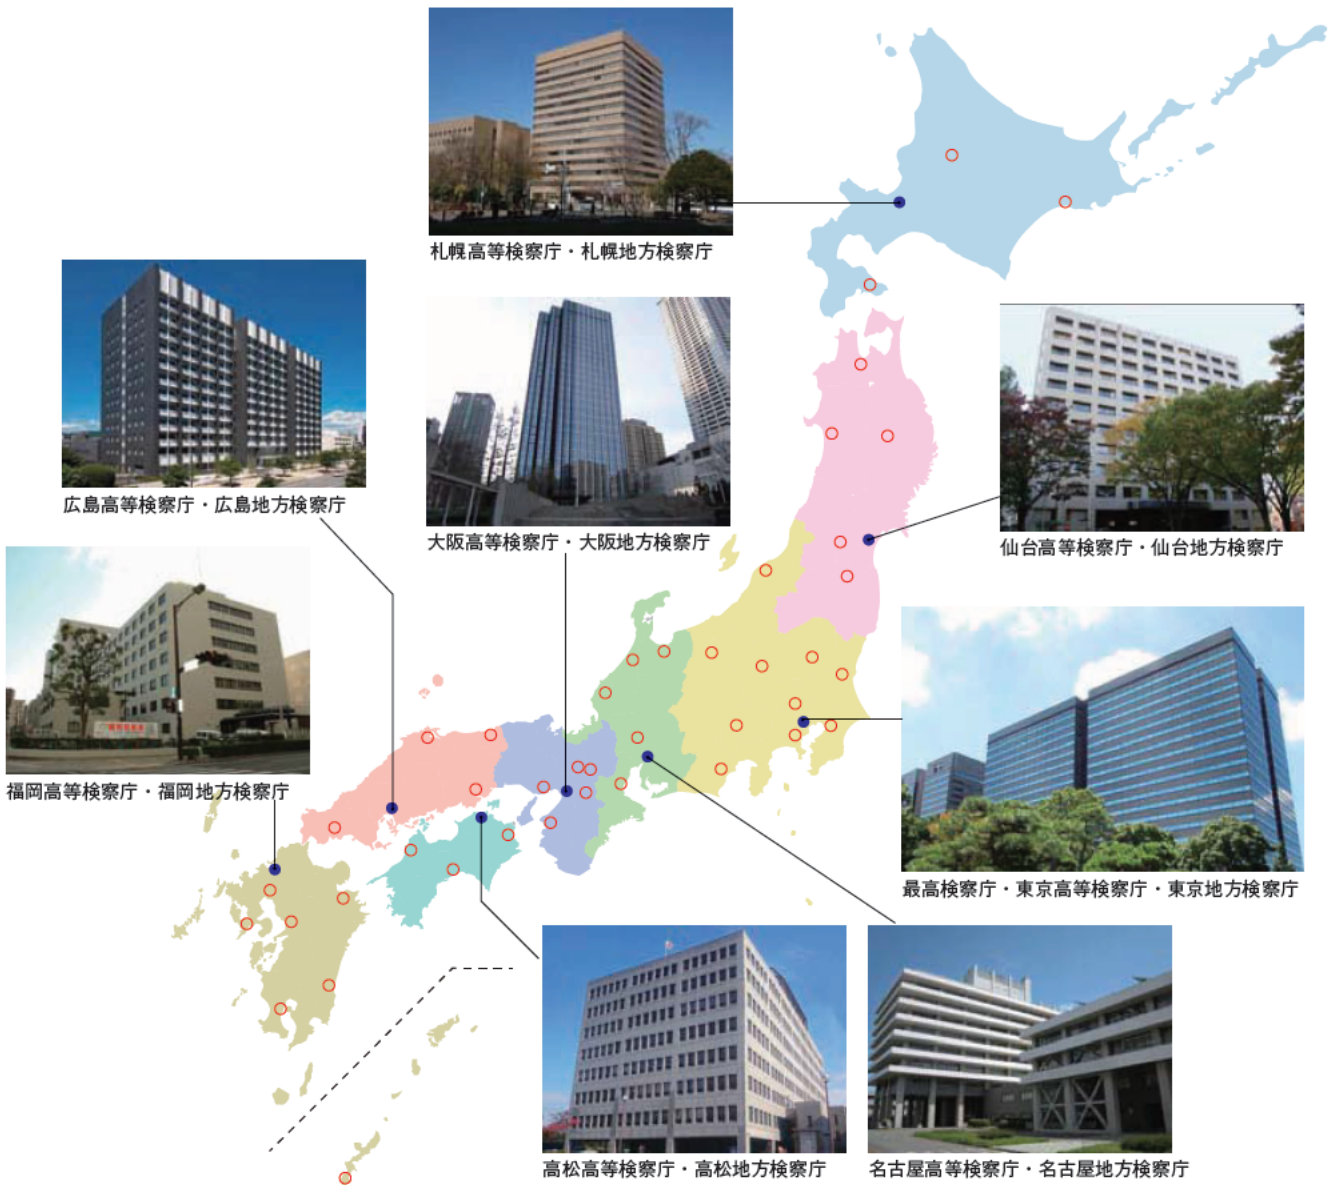 札幌高等検察庁・札幌地方検察庁
広島高等検察庁・広島地方検察庁
大阪高等検察庁・大阪地方検察庁
仙台高等検察庁・仙台地方検察庁
福岡高等検察庁・福岡地方検察庁
最高検察庁・東京高等検察庁・東京地方検察庁
高松高等検察庁・高松地方検察庁
名古屋高等検察庁・名古屋地方検察庁